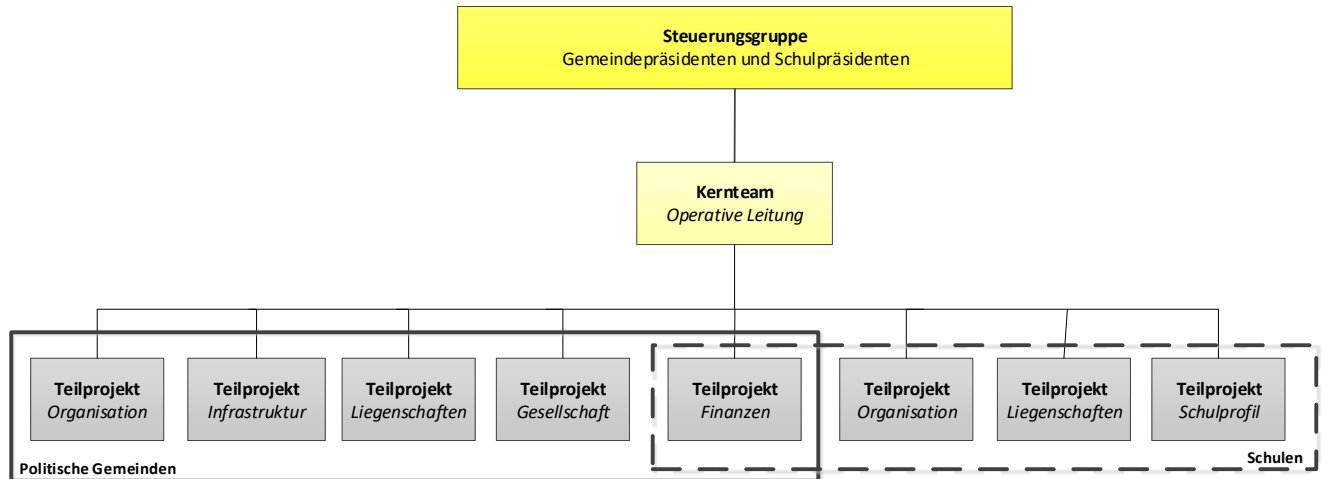 Steuerungsgruppe
Gemeindepräsidenten und Schulpräsidenten
Kernteam
Operative Leitung
Teilprojekt
Organisation
Teilprojekt
Infrastruktur
Teilprojekt
Liegenschaften
Teilprojekt
Gesellschaft
Teilprojekt
Finanzen
Teilprojekt
Organisation
Teilprojekt
Liegenschaften
Teilprojekt
Schulprofil
Politische Gemeinden
Schulen